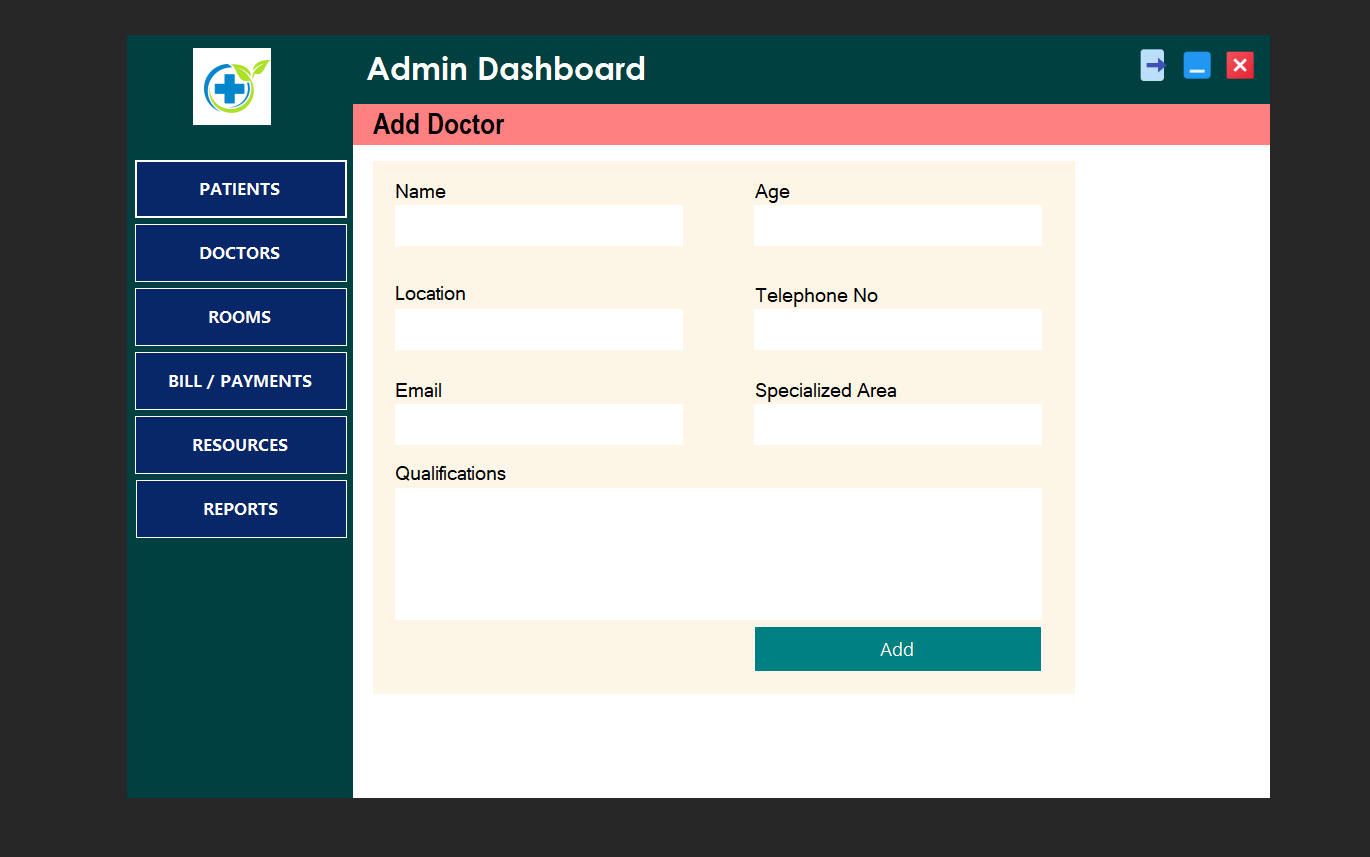 Admin Dashboard
Add Doctor
PATIENTS
DOCTORS
ROOMS
BILL / PAYMENTS
RESOURCES
REPORTS
Name
Age
Location
Telephone No
Email
Specialized Area
Qualifications
Add